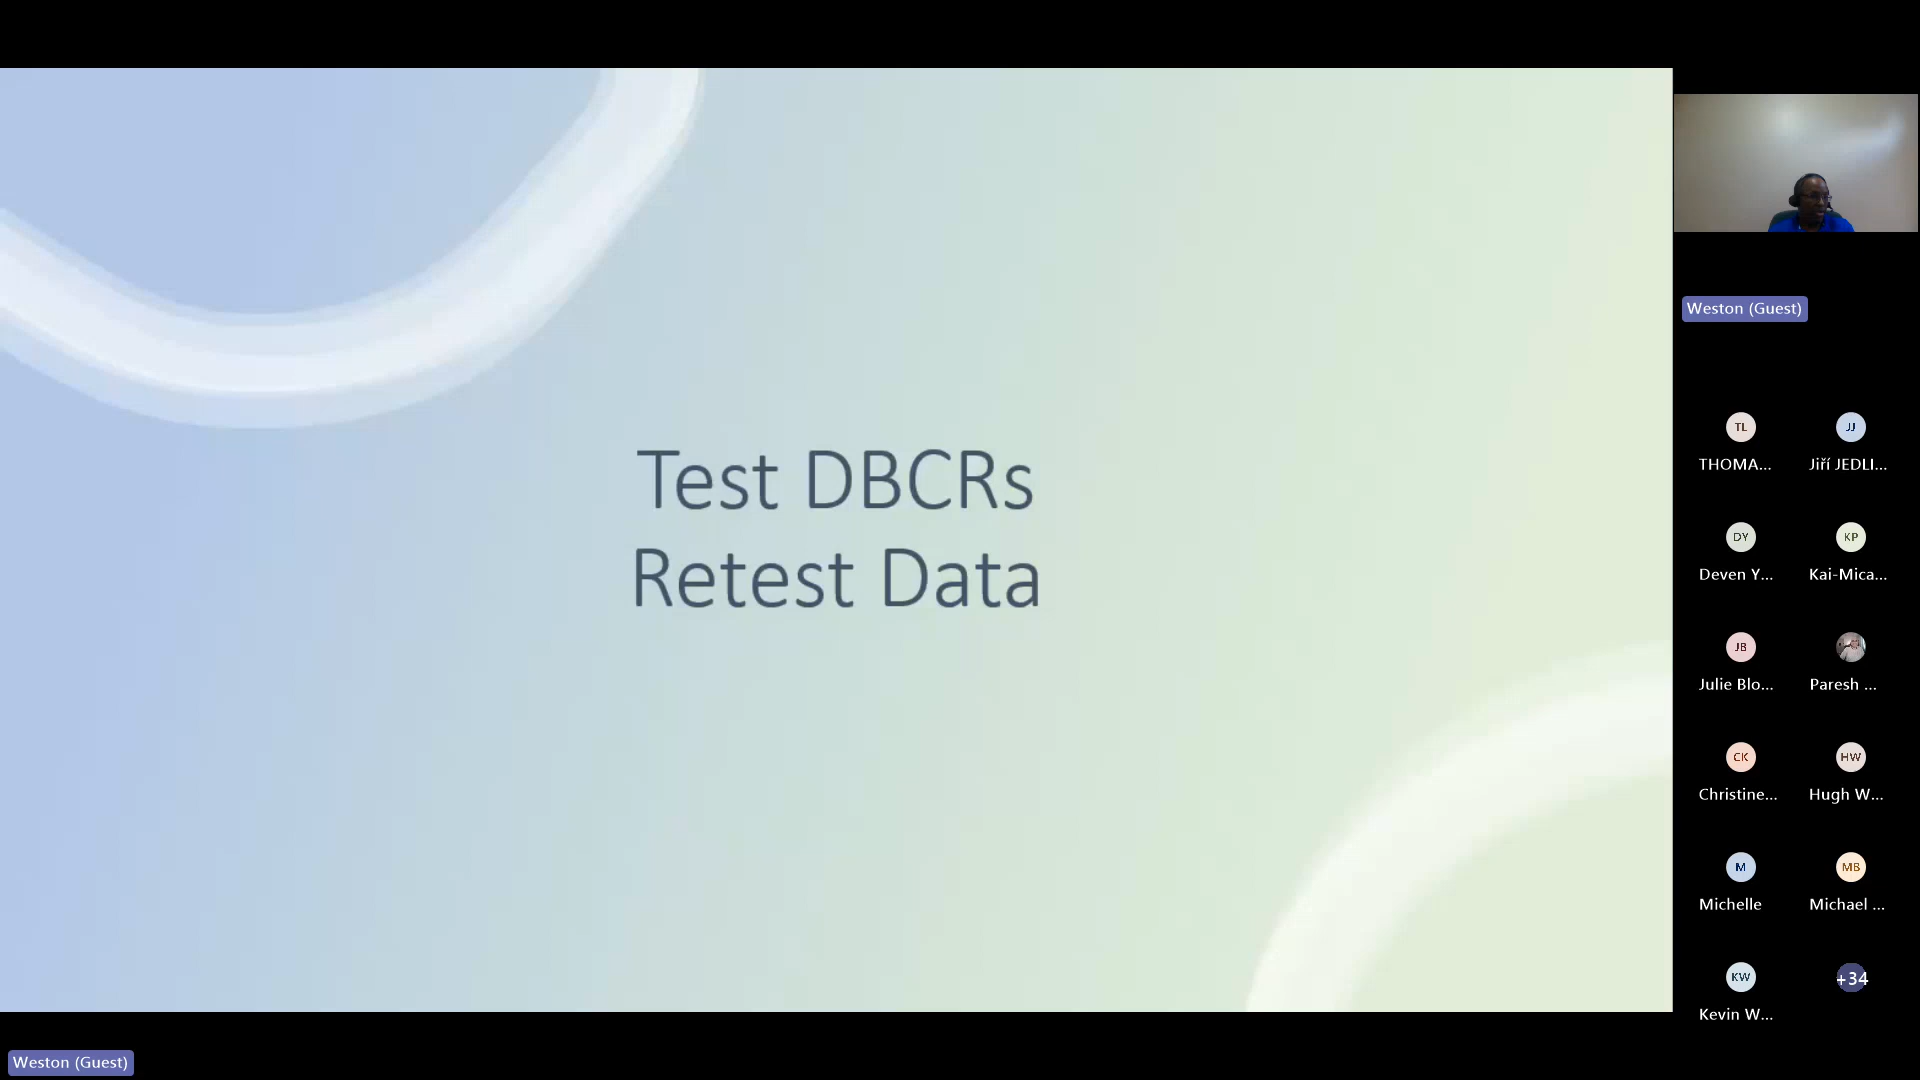 Test DBCRs
Retest Data
Weston (Guest)
TL
THOMA...
JJ
Jiří JEDLI...
DY
Deven Y...
KP
Kai-Mica...
JB
Julie Blo...
Paresh ...
CK
Christine...
HW
Hugh W...
M
Michelle
MB
Michael ...
KW
Kevin W...
+34
Weston (Guest)